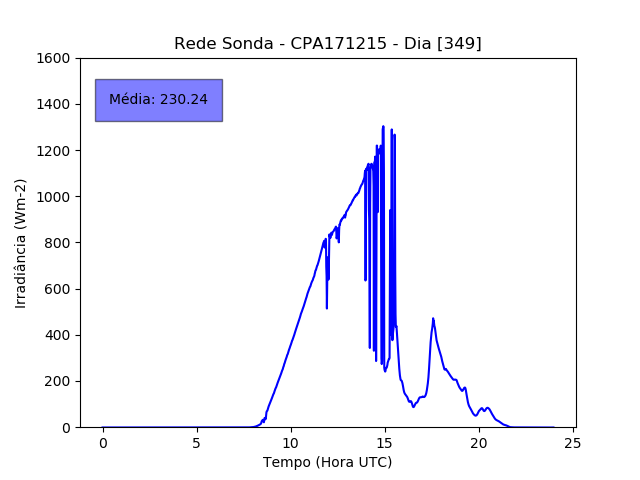 Rede Sonda - CPA171215 - Dia [349]
Média: 230.24
Irradiância (Wm-2)
1600
1400
1200
1000
800
600
400
200
0
0 5 10 15 20 25
Tempo (Hora UTC)